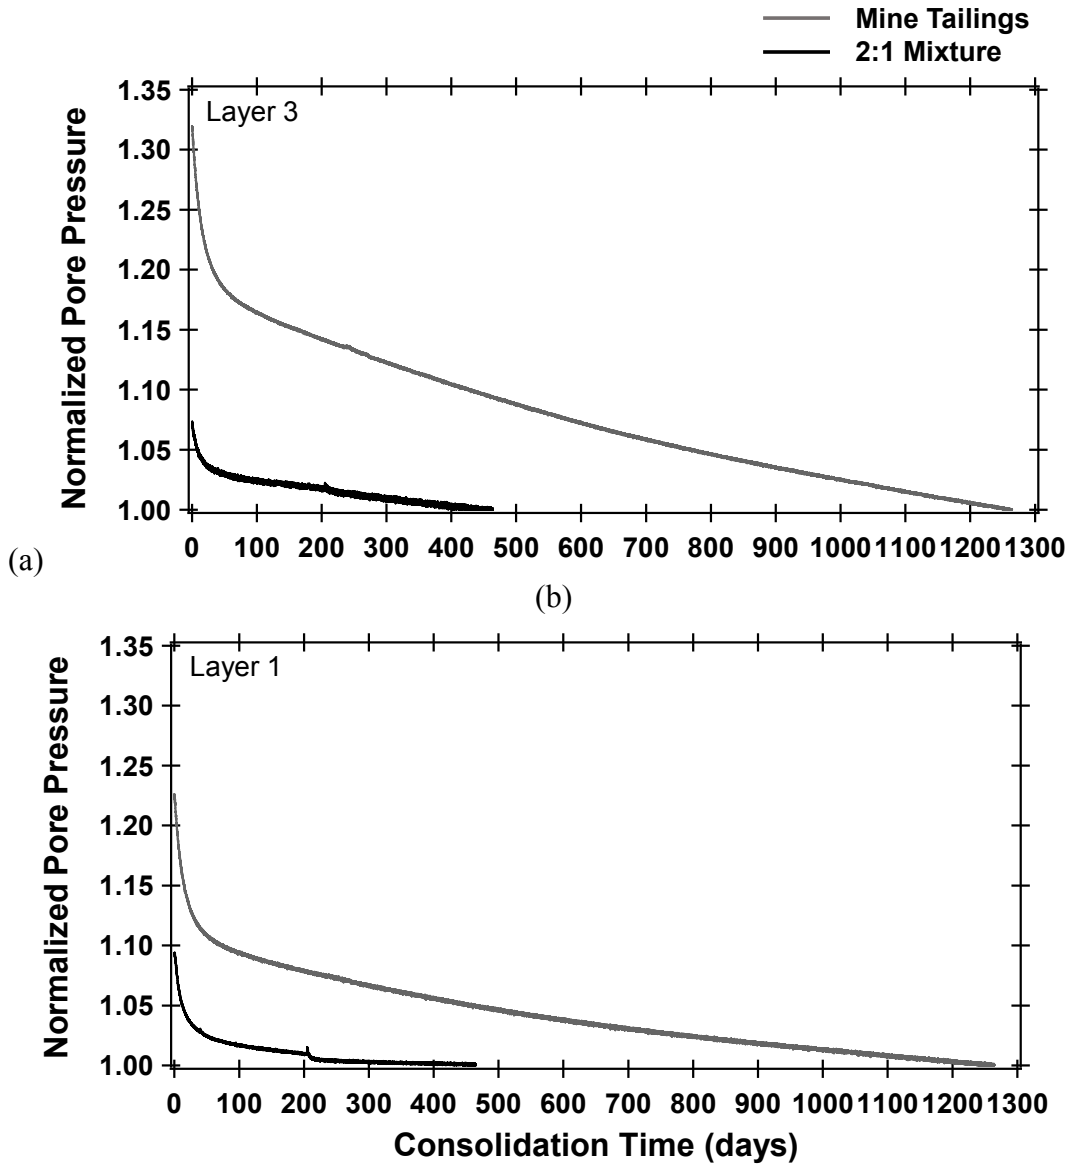 Mine Tailings
2:1 Mixture
Layer 3
Normalized Pore Pressure
1.35
1.30
1.25
1.20
1.15
1.10
1.05
1.00
0 100 200 300 400 500 600 700 800 900 1000 1100 1200 1300
(a)
(b)
Layer 1
Normalized Pore Pressure
1.35
1.30
1.25
1.20
1.15
1.10
1.05
1.00
0 100 200 300 400 500 600 700 800 900 1000 1100 1200 1300
Consolidation Time (days)